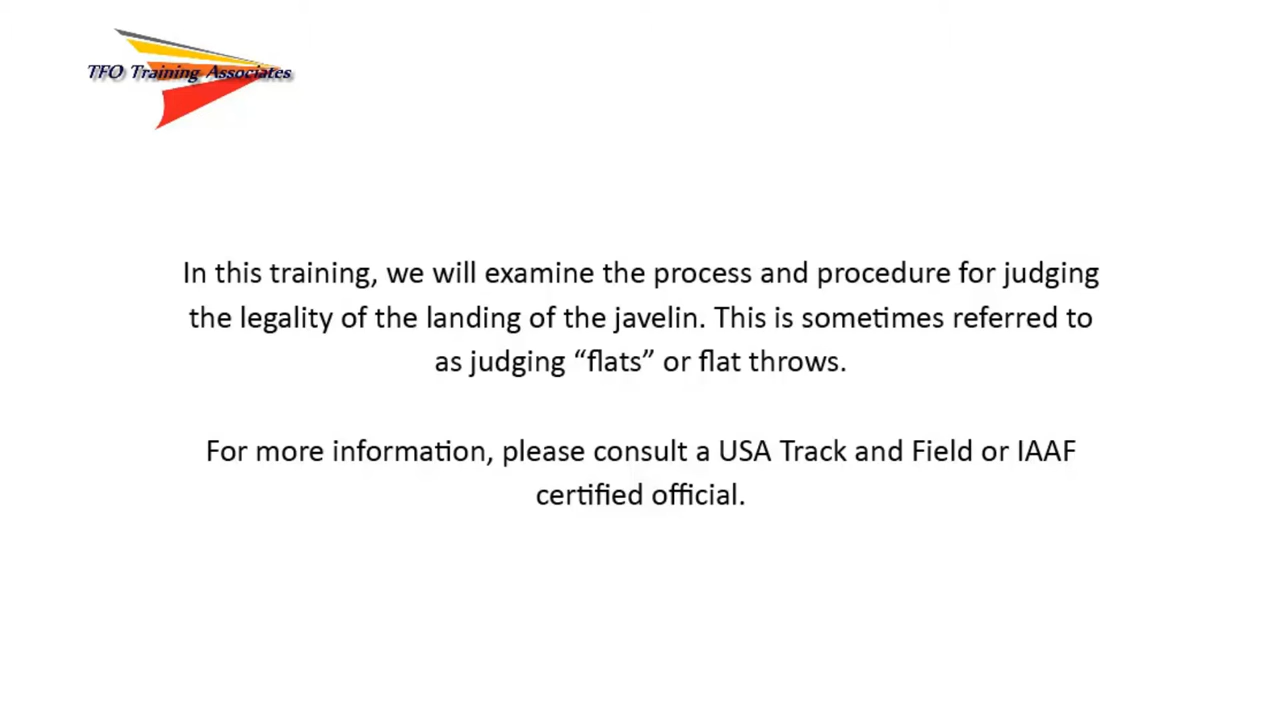 TFO Training Associates
In this training, we will examine the process and procedure for judging
the legality of the landing of the javelin. This is sometimes referred to
as judging “flats” or flat throws.
For more information, please consult a USA Track and Field or IAAF
certified official.